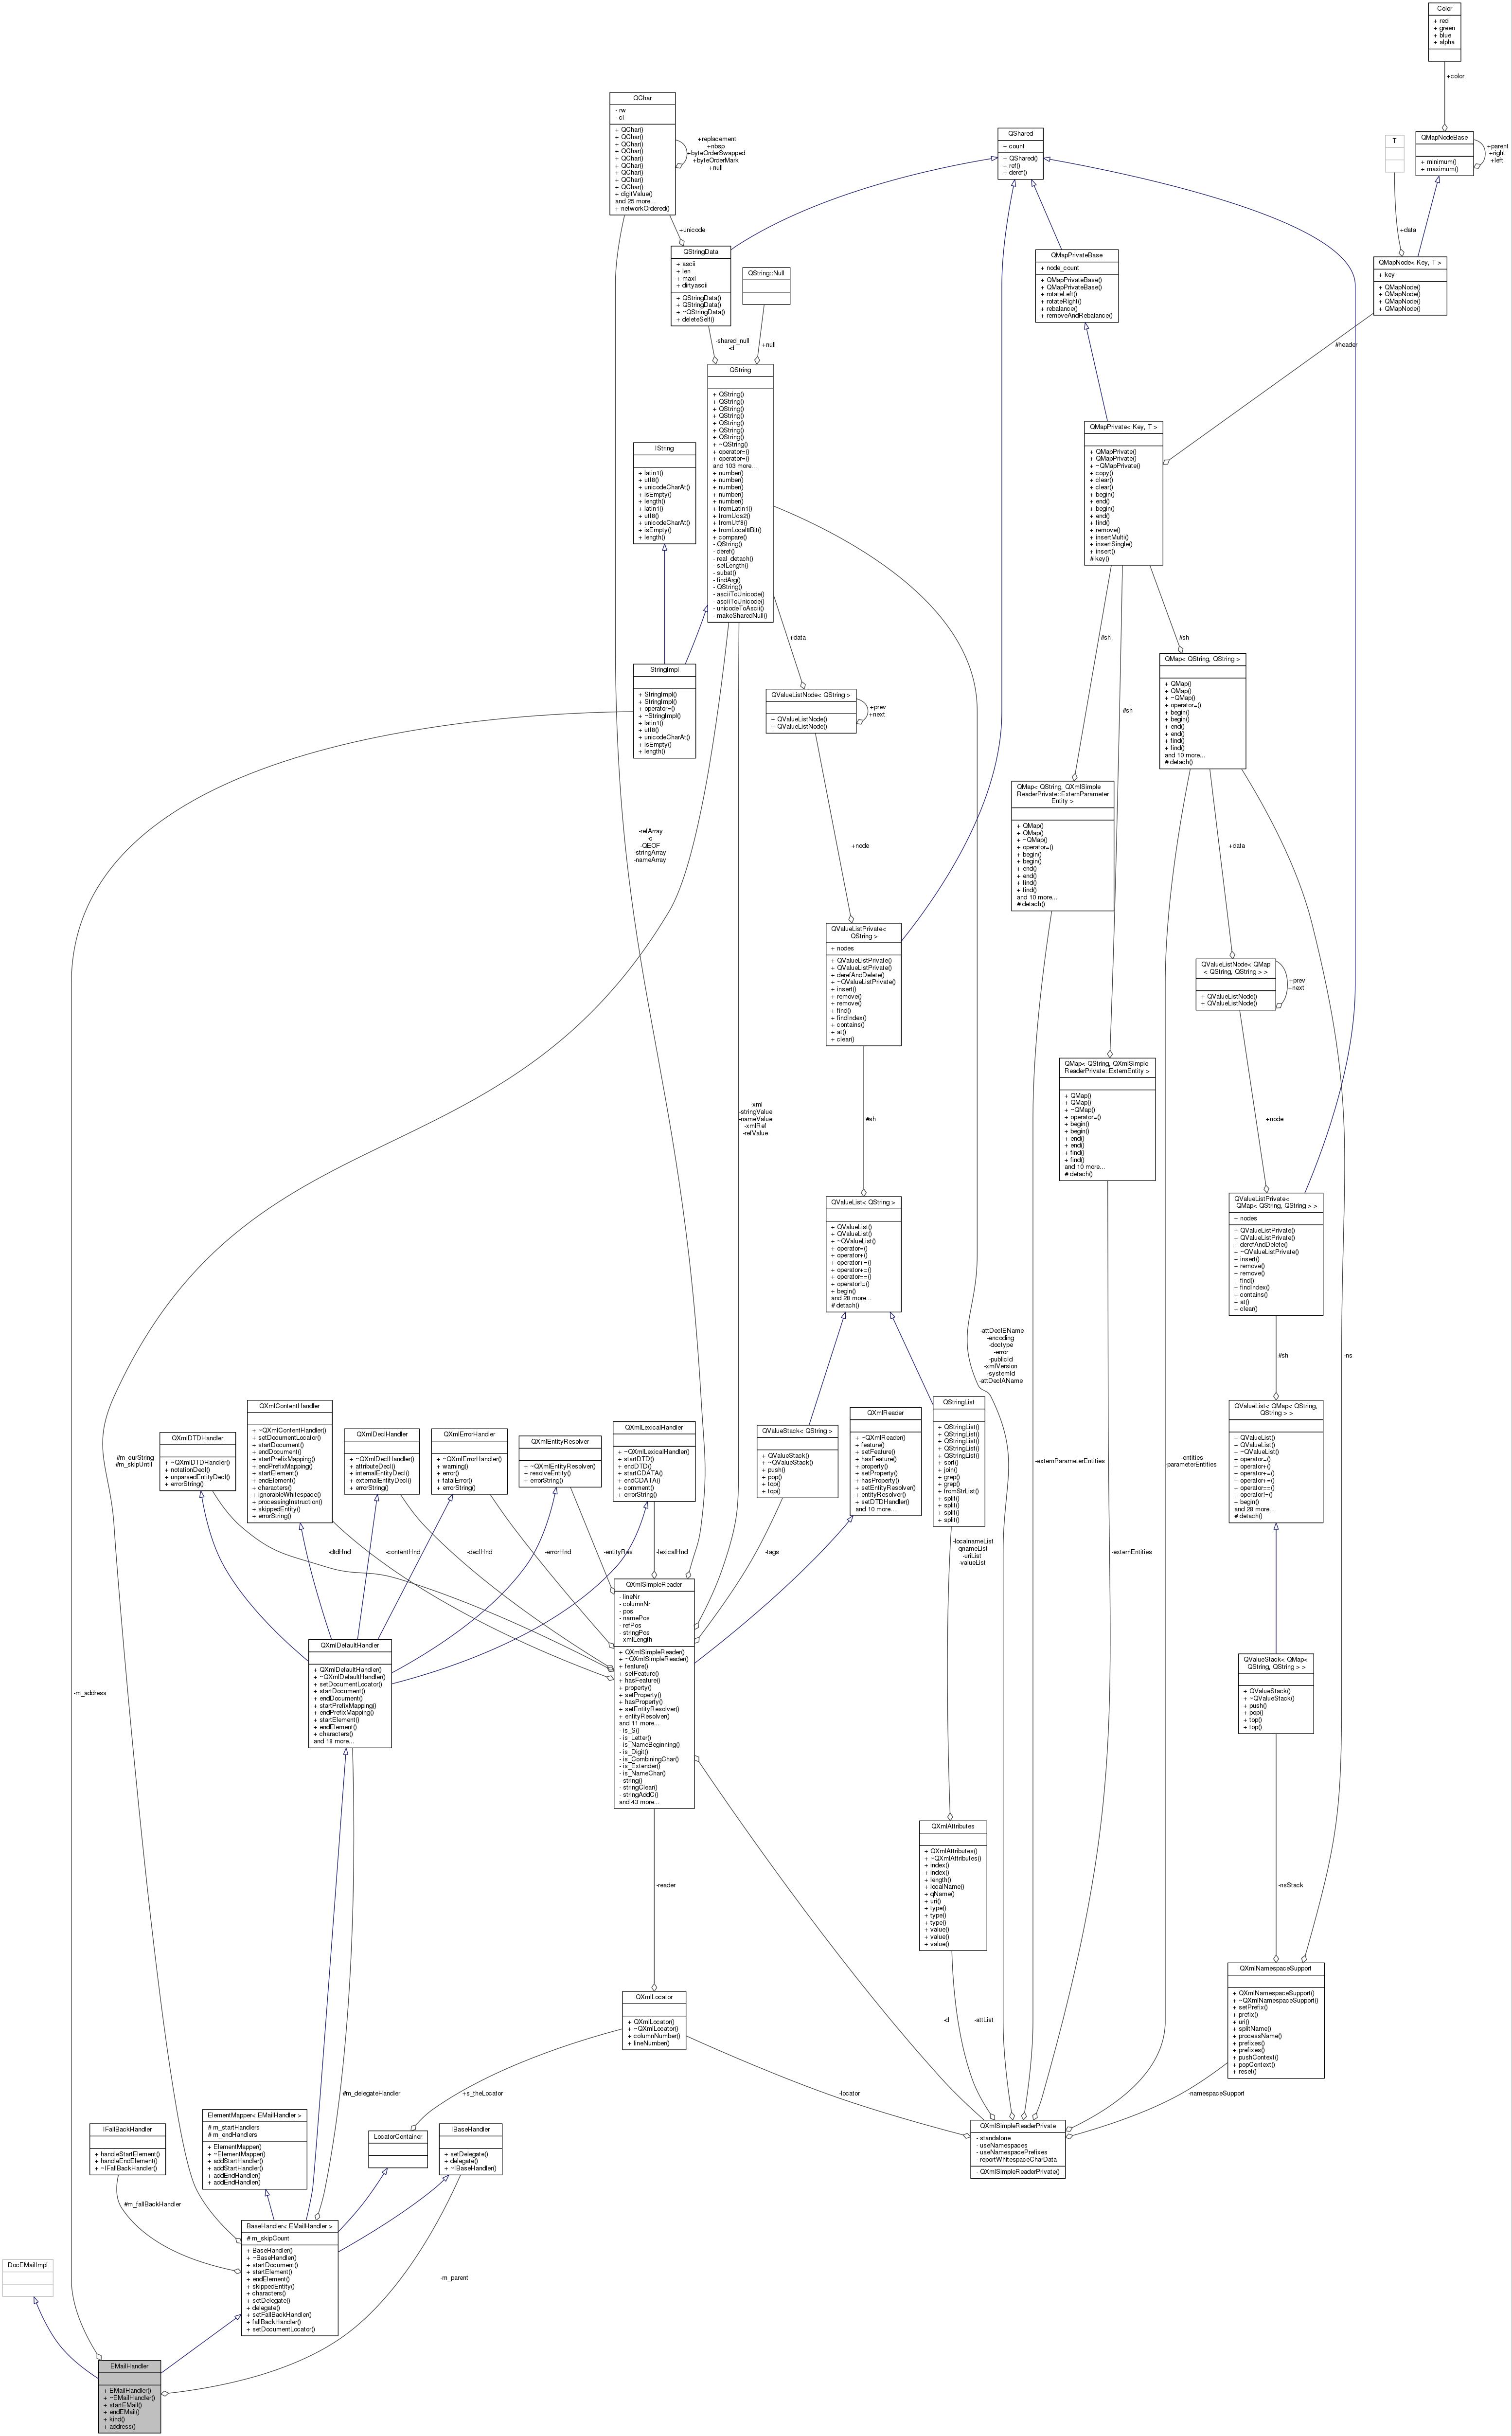 Color
+ red
+ green
+ blue
+ alpha
+color
QChar
- rw
- cl
+ QChar()
+ QChar()
+ QChar()
+ QChar()
+ QChar()
+ QChar()
+ QChar()
+ QChar()
+ QChar()
+ digitValue()
and 25 more...
+ networkOrdered()
+replacement
+nbsp
+byteOrderSwapped
+byteOrderMark
+null
QShared
+ count
+ QShared()
+ ref()
+ deref()
T
QMapNodeBase
+ minimum()
+ maximum()
+parent
+right
+left
+unicode
+data
QStringData
+ ascii
+ len
+ maxl
+ dirtyascii
+ QStringData()
+ QStringData()
+ ~QStringData()
+ deleteSelf()
QString::Null
QMapPrivateBase
+ node_count
+ QMapPrivateBase()
+ QMapPrivateBase()
+ rotateLeft()
+ rotateRight()
+ rebalance()
+ removeAndRebalance()
QMapNode< Key, T >
+ key
+ QMapNode()
+ QMapNode()
+ QMapNode()
+ QMapNode()
-shared_null
-d
+null
#header
QString
+ QString()
+ QString()
+ QString()
+ QString()
+ QString()
+ QString()
+ QString()
+ ~QString()
+ operator=()
+ operator=()
and 103 more...
+ number()
+ number()
+ number()
+ number()
+ number()
+ fromLatin1()
+ fromUcs2()
+ fromUtf8()
+ fromLocal8Bit()
+ compare()
- QString()
- deref()
- real_detach()
- setLength()
- subat()
- findArg()
- QString()
- asciiToUnicode()
- asciiToUnicode()
- unicodeToAscii()
- makeSharedNull()
IString
+ latin1()
+ utf8()
+ unicodeCharAt()
+ isEmpty()
+ length()
+ latin1()
+ utf8()
+ unicodeCharAt()
+ isEmpty()
+ length()
QMapPrivate< Key, T >
+ QMapPrivate()
+ QMapPrivate()
+ ~QMapPrivate()
+ copy()
+ clear()
+ clear()
+ begin()
+ end()
+ begin()
+ end()
+ find()
+ remove()
+ insertMulti()
+ insertSingle()
+ insert()
# key()
+data
#sh
#sh
#sh
StringImpl
+ StringImpl()
+ StringImpl()
+ operator=()
+ ~StringImpl()
+ latin1()
+ utf8()
+ unicodeCharAt()
+ isEmpty()
+ length()
QValueListNode< QString >
+ QValueListNode()
+ QValueListNode()
+prev
+next
QMap< QString, QString >
+ QMap()
+ QMap()
+ ~QMap()
+ operator=()
+ begin()
+ begin()
+ end()
+ end()
+ find()
+ find()
and 10 more...
# detach()
QMap< QString, QXmlSimple
ReaderPrivate::ExternParameter
Entity >
+ QMap()
+ QMap()
+ ~QMap()
+ operator=()
+ begin()
+ begin()
+ end()
+ end()
+ find()
+ find()
and 10 more...
# detach()
-refArray
-c
-QEOF
-stringArray
-nameArray
+node
+data
QValueListPrivate<
QString >
+ nodes
+ QValueListPrivate()
+ QValueListPrivate()
+ derefAndDelete()
+ ~QValueListPrivate()
+ insert()
+ remove()
+ remove()
+ find()
+ findIndex()
+ contains()
+ at()
+ clear()
QValueListNode< QMap
< QString, QString > >
+ QValueListNode()
+ QValueListNode()
+prev
+next
QMap< QString, QXmlSimple
ReaderPrivate::ExternEntity >
+ QMap()
+ QMap()
+ ~QMap()
+ operator=()
+ begin()
+ begin()
+ end()
+ end()
+ find()
+ find()
and 10 more...
# detach()
-xml
-stringValue
-nameValue
-xmlRef
-refValue
#sh
+node
QValueList< QString >
+ QValueList()
+ QValueList()
+ ~QValueList()
+ operator=()
+ operator+()
+ operator+=()
+ operator+=()
+ operator==()
+ operator!=()
+ begin()
and 28 more...
# detach()
QValueListPrivate<
QMap< QString, QString > >
+ nodes
+ QValueListPrivate()
+ QValueListPrivate()
+ derefAndDelete()
+ ~QValueListPrivate()
+ insert()
+ remove()
+ remove()
+ find()
+ findIndex()
+ contains()
+ at()
+ clear()
-attDeclEName
-encoding
-doctype
-error
-publicId
-xmlVersion
-systemId
-attDeclAName
#sh
-ns
QXmlContentHandler
+ ~QXmlContentHandler()
+ setDocumentLocator()
+ startDocument()
+ endDocument()
+ startPrefixMapping()
+ endPrefixMapping()
+ startElement()
+ endElement()
+ characters()
+ ignorableWhitespace()
+ processingInstruction()
+ skippedEntity()
+ errorString()
QXmlDTDHandler
+ ~QXmlDTDHandler()
+ notationDecl()
+ unparsedEntityDecl()
+ errorString()
QXmlDeclHandler
+ ~QXmlDeclHandler()
+ attributeDecl()
+ internalEntityDecl()
+ externalEntityDecl()
+ errorString()
QXmlErrorHandler
+ ~QXmlErrorHandler()
+ warning()
+ error()
+ fatalError()
+ errorString()
QXmlEntityResolver
+ ~QXmlEntityResolver()
+ resolveEntity()
+ errorString()
QXmlLexicalHandler
+ ~QXmlLexicalHandler()
+ startDTD()
+ endDTD()
+ startCDATA()
+ endCDATA()
+ comment()
+ errorString()
QValueStack< QString >
+ QValueStack()
+ ~QValueStack()
+ push()
+ pop()
+ top()
+ top()
QXmlReader
+ ~QXmlReader()
+ feature()
+ setFeature()
+ hasFeature()
+ property()
+ setProperty()
+ hasProperty()
+ setEntityResolver()
+ entityResolver()
+ setDTDHandler()
and 10 more...
QStringList
+ QStringList()
+ QStringList()
+ QStringList()
+ QStringList()
+ QStringList()
+ sort()
+ join()
+ grep()
+ grep()
+ fromStrList()
+ split()
+ split()
+ split()
+ split()
QValueList< QMap< QString,
QString > >
+ QValueList()
+ QValueList()
+ ~QValueList()
+ operator=()
+ operator+()
+ operator+=()
+ operator+=()
+ operator==()
+ operator!=()
+ begin()
and 28 more...
# detach()
#m_curString
#m_skipUntil
-externParameterEntities
-entities
-parameterEntities
-dtdHnd
-contentHnd
-declHnd
-errorHnd
-entityRes
-lexicalHnd
-tags
-localnameList
-qnameList
-uriList
-valueList
-externEntities
QXmlSimpleReader
- lineNr
- columnNr
- pos
- namePos
- refPos
- stringPos
- xmlLength
+ QXmlSimpleReader()
+ ~QXmlSimpleReader()
+ feature()
+ setFeature()
+ hasFeature()
+ property()
+ setProperty()
+ hasProperty()
+ setEntityResolver()
+ entityResolver()
and 11 more...
- is_S()
- is_Letter()
- is_NameBeginning()
- is_Digit()
- is_CombiningChar()
- is_Extender()
- is_NameChar()
- string()
- stringClear()
- stringAddC()
and 43 more...
QXmlDefaultHandler
+ QXmlDefaultHandler()
+ ~QXmlDefaultHandler()
+ setDocumentLocator()
+ startDocument()
+ endDocument()
+ startPrefixMapping()
+ endPrefixMapping()
+ startElement()
+ endElement()
+ characters()
and 18 more...
QValueStack< QMap<
QString, QString > >
+ QValueStack()
+ ~QValueStack()
+ push()
+ pop()
+ top()
+ top()
-m_address
QXmlAttributes
+ QXmlAttributes()
+ ~QXmlAttributes()
+ index()
+ index()
+ length()
+ localName()
+ qName()
+ uri()
+ type()
+ type()
+ type()
+ value()
+ value()
+ value()
-reader
-nsStack
QXmlNamespaceSupport
+ QXmlNamespaceSupport()
+ ~QXmlNamespaceSupport()
+ setPrefix()
+ prefix()
+ uri()
+ splitName()
+ processName()
+ prefixes()
+ prefixes()
+ pushContext()
+ popContext()
+ reset()
QXmlLocator
+ QXmlLocator()
+ ~QXmlLocator()
+ columnNumber()
+ lineNumber()
-d
-attList
#m_delegateHandler
+s_theLocator
-locator
-namespaceSupport
IFallBackHandler
+ handleStartElement()
+ handleEndElement()
+ ~IFallBackHandler()
ElementMapper< EMailHandler >
# m_startHandlers
# m_endHandlers
+ ElementMapper()
+ ~ElementMapper()
+ addStartHandler()
+ addStartHandler()
+ addEndHandler()
+ addEndHandler()
LocatorContainer
IBaseHandler
+ setDelegate()
+ delegate()
+ ~IBaseHandler()
QXmlSimpleReaderPrivate
- standalone
- useNamespaces
- useNamespacePrefixes
- reportWhitespaceCharData
- QXmlSimpleReaderPrivate()
#m_fallBackHandler
BaseHandler< EMailHandler >
# m_skipCount
+ BaseHandler()
+ ~BaseHandler()
+ startDocument()
+ startElement()
+ endElement()
+ skippedEntity()
+ characters()
+ setDelegate()
+ delegate()
+ setFallBackHandler()
+ fallBackHandler()
+ setDocumentLocator()
DocEMailImpl
-m_parent
EMailHandler
+ EMailHandler()
+ ~EMailHandler()
+ startEMail()
+ endEMail()
+ kind()
+ address()